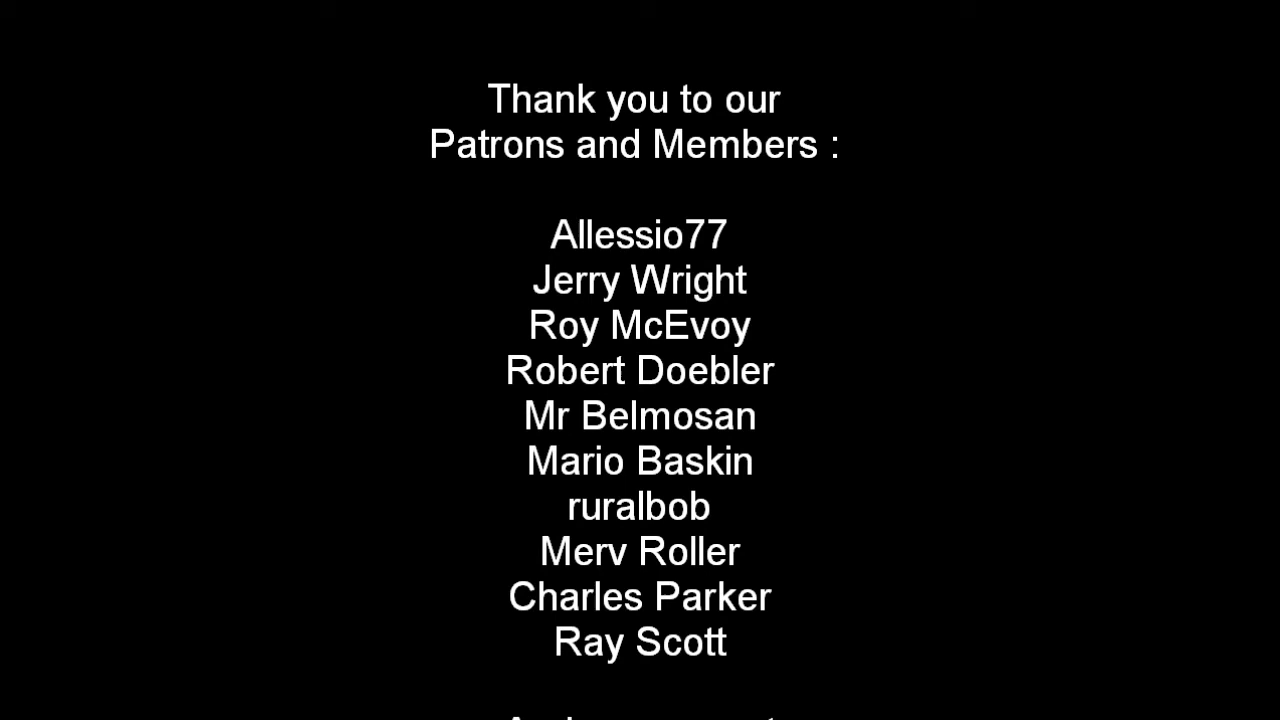 Thank you to our
Patrons and Members :
Allessio77
Jerry Wright
Roy McEvoy
Robert Doebler
Mr Belmosan
Mario Baskin
ruralbob
Merv Roller
Charles Parker
Ray Scott